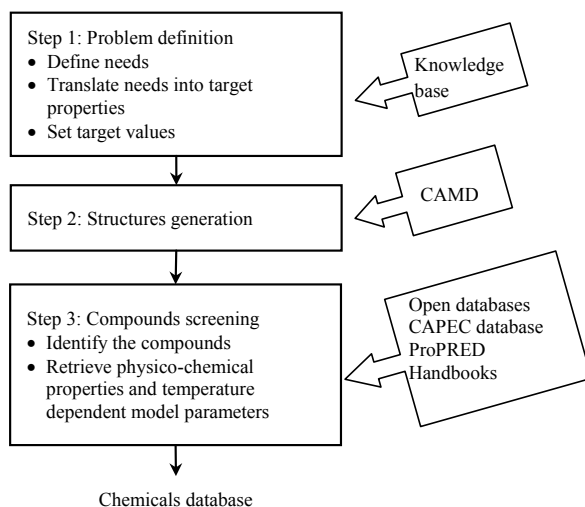 Step 1: Problem definition
• Define needs
• Translate needs into target
properties
• Set target values
Knowledge
base
Step 2: Structures generation
CAMD
Step 3: Compounds screening
• Identify the compounds
• Retrieve physico-chemical
properties and temperature
dependent model parameters
Open databases
CAPEC database
ProPRED
Handbooks
Chemicals database